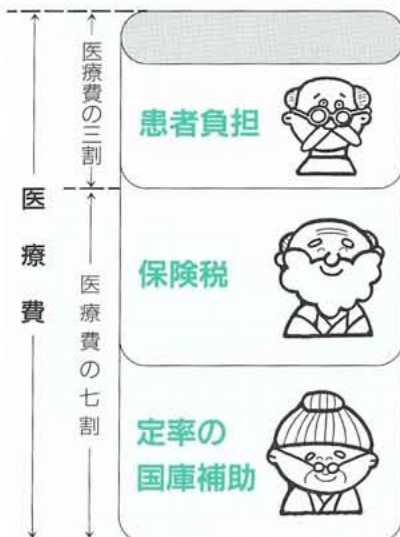 医療費
医療費の三割
医療費の七割
患者負担
保険税
定率の
国庫補助